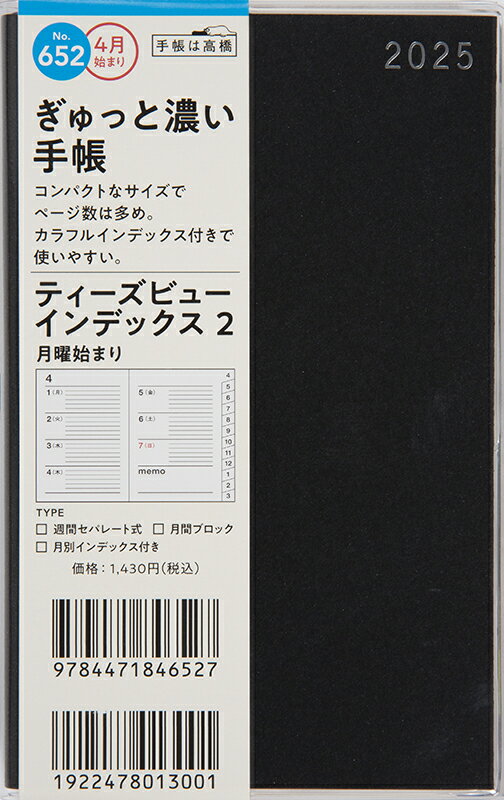 No.
652
4月
始まり
手帳は高橋
2025
ぎゅっと濃い
手帳
コンパクトなサイズで
ページ数は多め。
カラフルインデックス付きで
使いやすい。
ティーズビュー
インデックス 2
月曜始まり
4
1(月)
2(火)
3(水)
4(木)
5(金)
6(土)
7(日)
memo
4
5
6
7
8
9
10
11
12
1
2
3
TYPE
□ 週間セパレート式 □ 月間ブロック
□ 月別インデックス付き
価格:1,430円(税込)
9784471846527
1922478013001